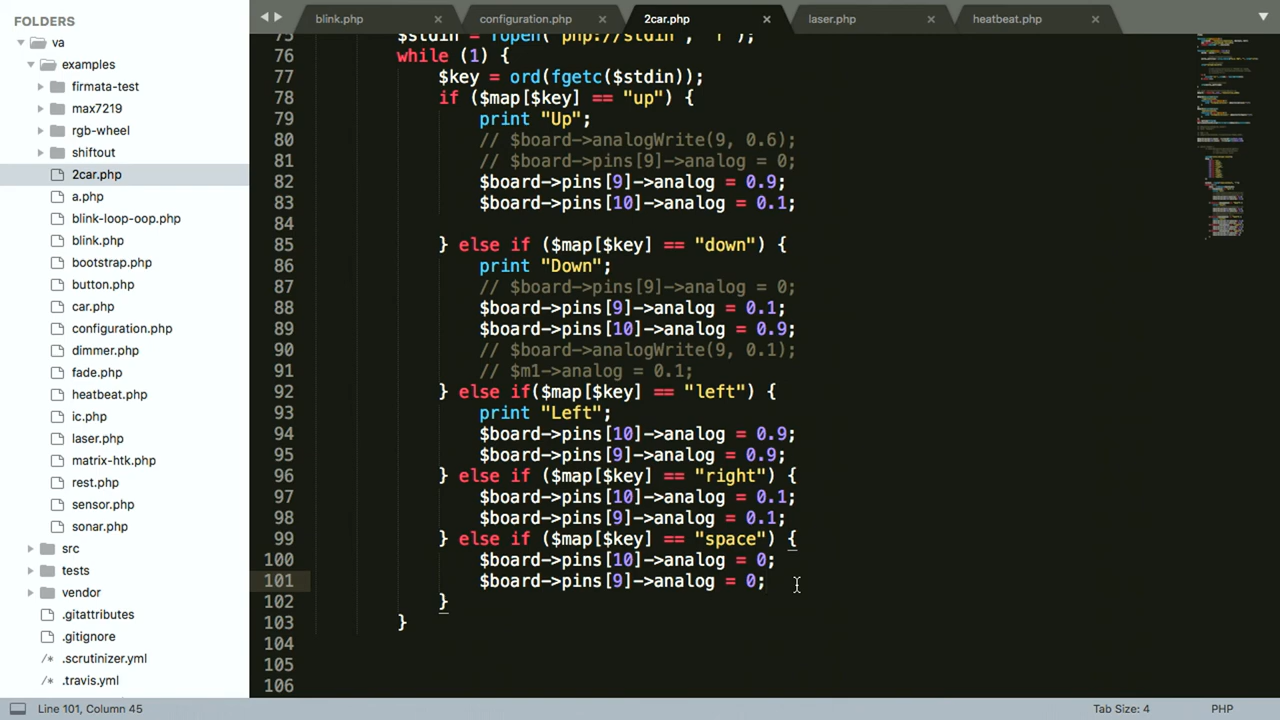 FOLDERS
va
examples
firmata-test
max7219
rgb-wheel
shiftout
2car.php
a.php
blink-loop-oop.php
blink.php
bootstrap.php
button.php
car.php
configuration.php
dimmer.php
fade.php
heatbeat.php
ic.php
laser.php
matrix-htk.php
rest.php
sensor.php
sonar.php
src
tests
vendor
.gitattributes
.gitignore
.scrutinizer.yml
.travis.yml
blink.php × configuration.php × 2car.php × laser.php × heatbeat.php ×
75 $stdin = fopen('php://stdin', 'r');
76 while (1) {
77 $key = ord(fgetc($stdin));
78 if ($map[$key] == "up") {
79 print "Up";
80 // $board->analogWrite(9, 0.6);
81 // $board->pins[9]->analog = 0;
82 $board->pins[9]->analog = 0.9;
83 $board->pins[10]->analog = 0.1;
84
85 } else if ($map[$key] == "down") {
86 print "Down";
87 // $board->pins[9]->analog = 0;
88 $board->pins[9]->analog = 0.1;
89 $board->pins[10]->analog = 0.9;
90 // $board->analogWrite(9, 0.1);
91 // $m1->analog = 0.1;
92 } else if($map[$key] == "left") {
93 print "Left";
94 $board->pins[10]->analog = 0.9;
95 $board->pins[9]->analog = 0.9;
96 } else if ($map[$key] == "right") {
97 $board->pins[10]->analog = 0.1;
98 $board->pins[9]->analog = 0.1;
99 } else if ($map[$key] == "space") {
100 $board->pins[10]->analog = 0;
101 $board->pins[9]->analog = 0;
102 }
103 }
104
105
106
Line 101, Column 45
Tab Size: 4
PHP